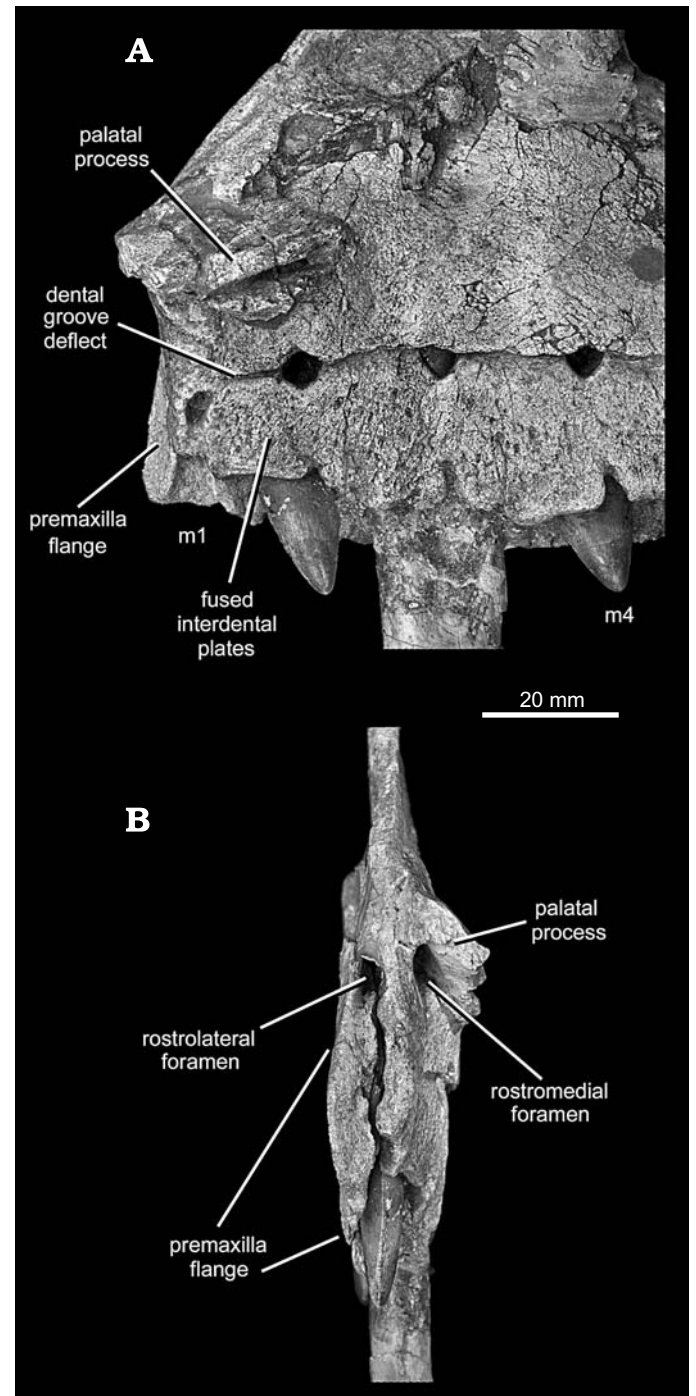 A
palatal
process
dental
groove
deflect
premaxilla
flange
m1
fused
interdental
plates
m4
20 mm
B
palatal
process
rostrolateral
foramen
rostromedial
foramen
premaxilla
flange